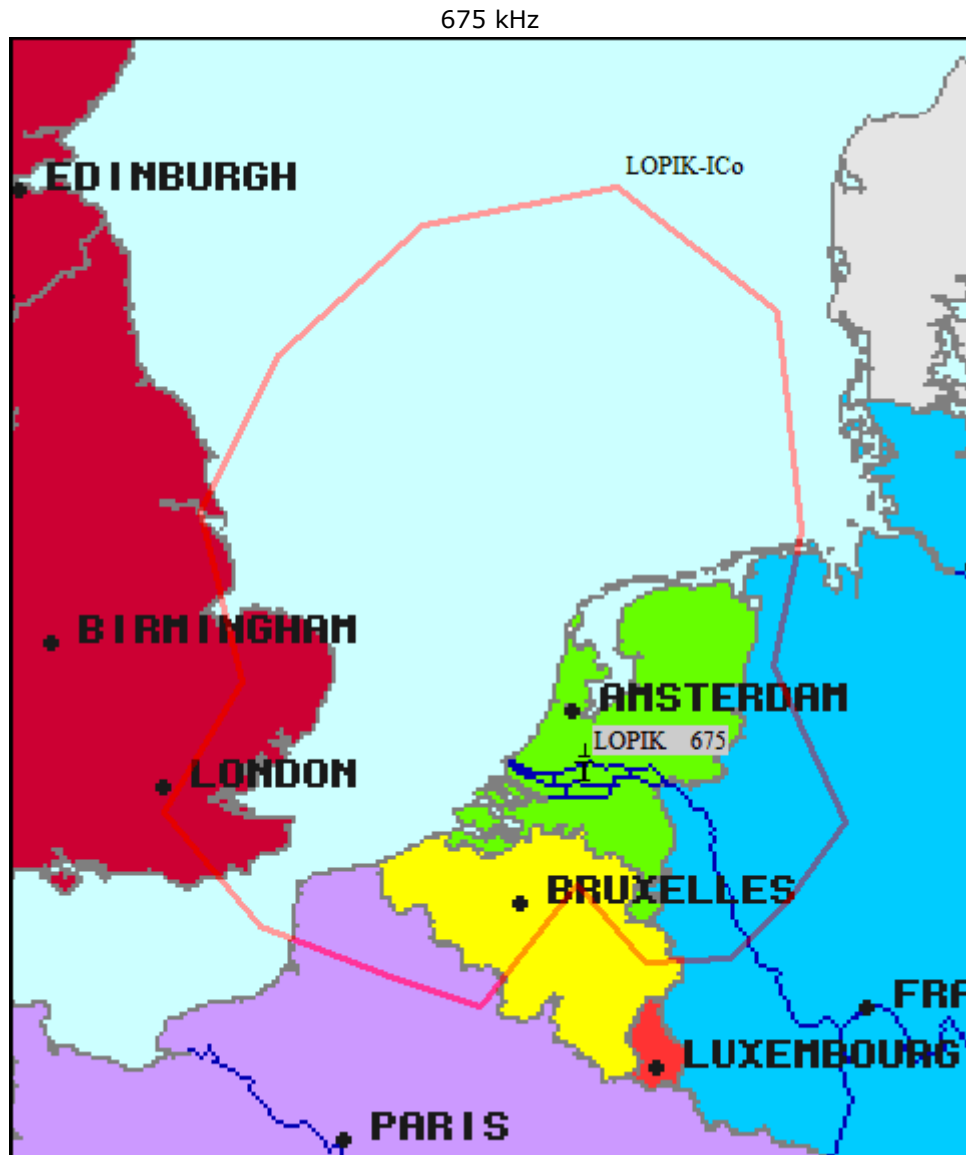 675 kHz
LOPIK-ICo
EDINBURGH
BIRMINGHAM
AMSTERDAM
LOPIK 675
LONDON
BRUXELLES
FRA
LUXEMBOURG
PARIS